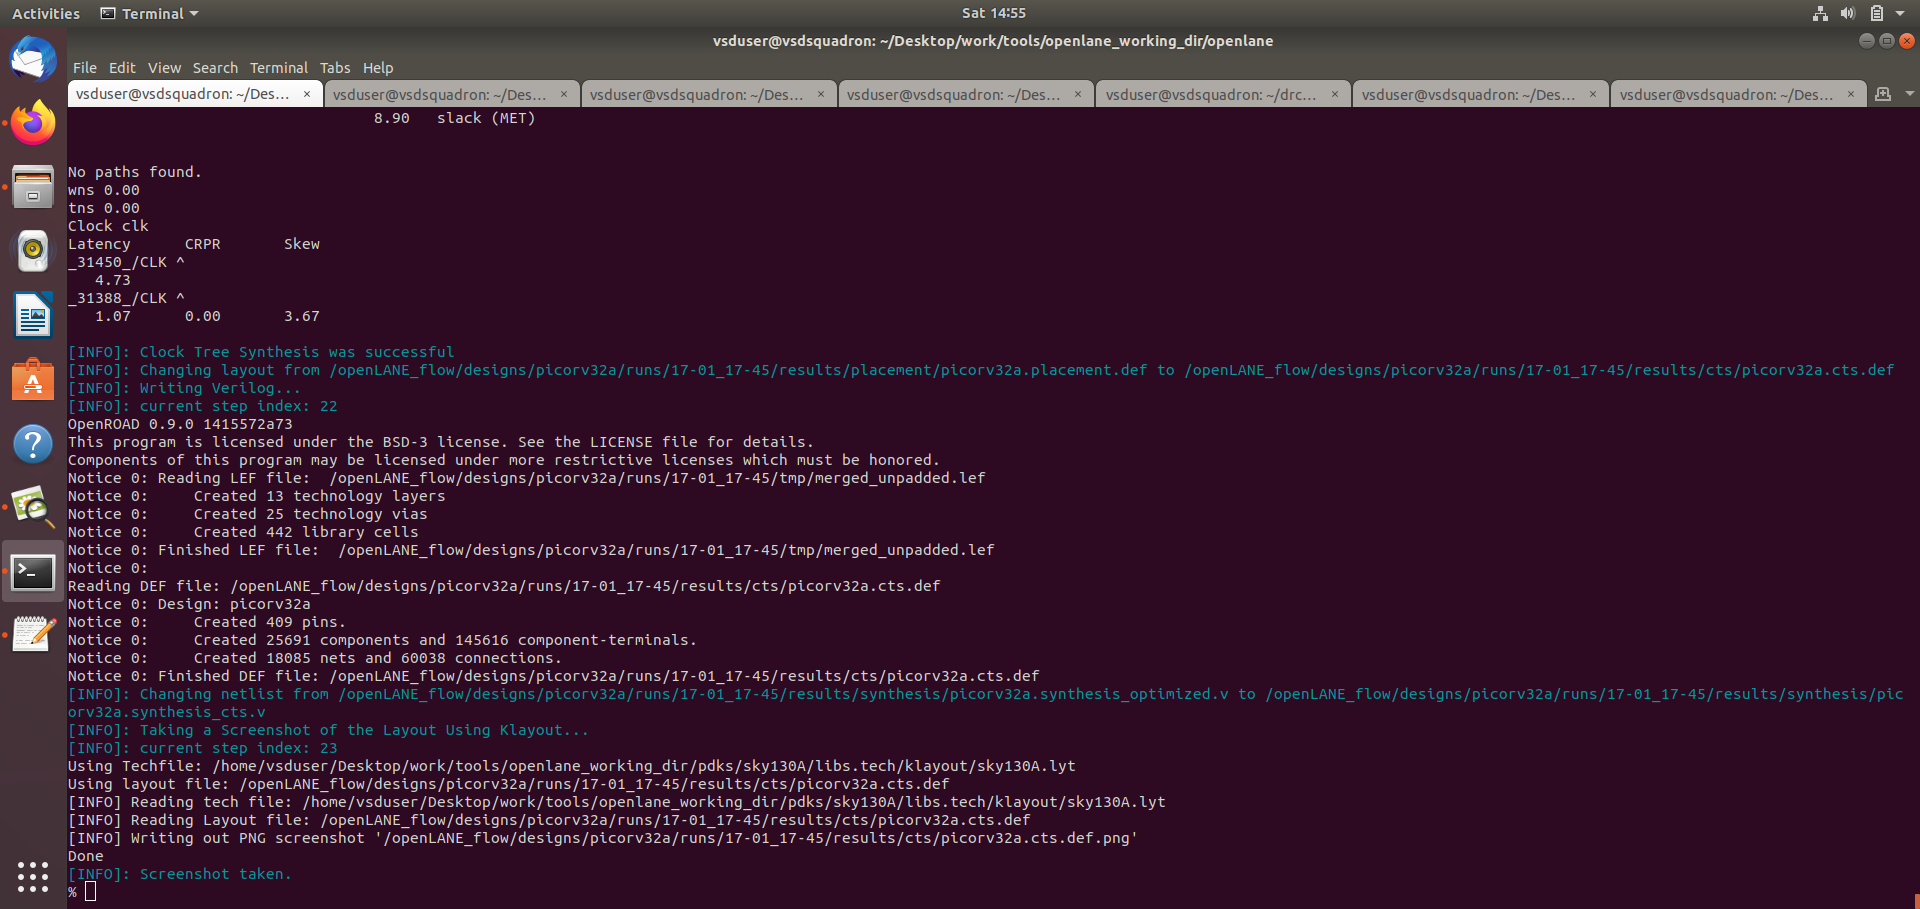 Activities Terminal Sat 14:55
vsduser@vsdsquadron: ~/Desktop/work/tools/openlane_working_dir/openlane
File Edit View Search Terminal Tabs Help
vsduser@vsdsquadron: ~/Des... × vsduser@vsdsquadron: ~/Des... × vsduser@vsdsquadron: ~/Des... × vsduser@vsdsquadron: ~/Des... × vsduser@vsdsquadron: ~/drc... × vsduser@vsdsquadron: ~/Des... × vsduser@vsdsquadron: ~/Des... ×
8.90 slack (MET)
No paths found.
wns 0.00
tns 0.00
Clock clk
Latency CRPR Skew
_31450_/CLK ^
4.73
_31388_/CLK ^
1.07 0.00 3.67
[INFO]: Clock Tree Synthesis was successful
[INFO]: Changing layout from /openLANE_flow/designs/picorv32a/runs/17-01_17-45/results/placement/picorv32a.placement.def to /openLANE_flow/designs/picorv32a/runs/17-01_17-45/results/cts/picorv32a.cts.def
[INFO]: Writing Verilog...
[INFO]: current step index: 22
OpenROAD 0.9.0 1415572a73
This program is licensed under the BSD-3 license. See the LICENSE file for details.
Components of this program may be licensed under more restrictive licenses which must be honored.
Notice 0: Reading LEF file:  /openLANE_flow/designs/picorv32a/runs/17-01_17-45/tmp/merged_unpadded.lef
Notice 0:     Created 13 technology layers
Notice 0:     Created 25 technology vias
Notice 0:     Created 442 library cells
Notice 0: Finished LEF file:  /openLANE_flow/designs/picorv32a/runs/17-01_17-45/tmp/merged_unpadded.lef
Notice 0:
Reading DEF file: /openLANE_flow/designs/picorv32a/runs/17-01_17-45/results/cts/picorv32a.cts.def
Notice 0: Design: picorv32a
Notice 0:     Created 409 pins.
Notice 0:     Created 25691 components and 145616 component-terminals.
Notice 0:     Created 18085 nets and 60038 connections.
Notice 0: Finished DEF file: /openLANE_flow/designs/picorv32a/runs/17-01_17-45/results/cts/picorv32a.cts.def
[INFO]: Changing netlist from /openLANE_flow/designs/picorv32a/runs/17-01_17-45/results/synthesis/picorv32a.synthesis_optimized.v to /openLANE_flow/designs/picorv32a/runs/17-01_17-45/results/synthesis/pic
orv32a.synthesis_cts.v
[INFO]: Taking a Screenshot of the Layout Using Klayout...
[INFO]: current step index: 23
Using Techfile: /home/vsduser/Desktop/work/tools/openlane_working_dir/pdks/sky130A/libs.tech/klayout/sky130A.lyt
Using layout file: /openLANE_flow/designs/picorv32a/runs/17-01_17-45/results/cts/picorv32a.cts.def
[INFO] Reading tech file: /home/vsduser/Desktop/work/tools/openlane_working_dir/pdks/sky130A/libs.tech/klayout/sky130A.lyt
[INFO] Reading Layout file: /openLANE_flow/designs/picorv32a/runs/17-01_17-45/results/cts/picorv32a.cts.def
[INFO] Writing out PNG screenshot '/openLANE_flow/designs/picorv32a/runs/17-01_17-45/results/cts/picorv32a.cts.def.png'
Done
[INFO]: Screenshot taken.
%